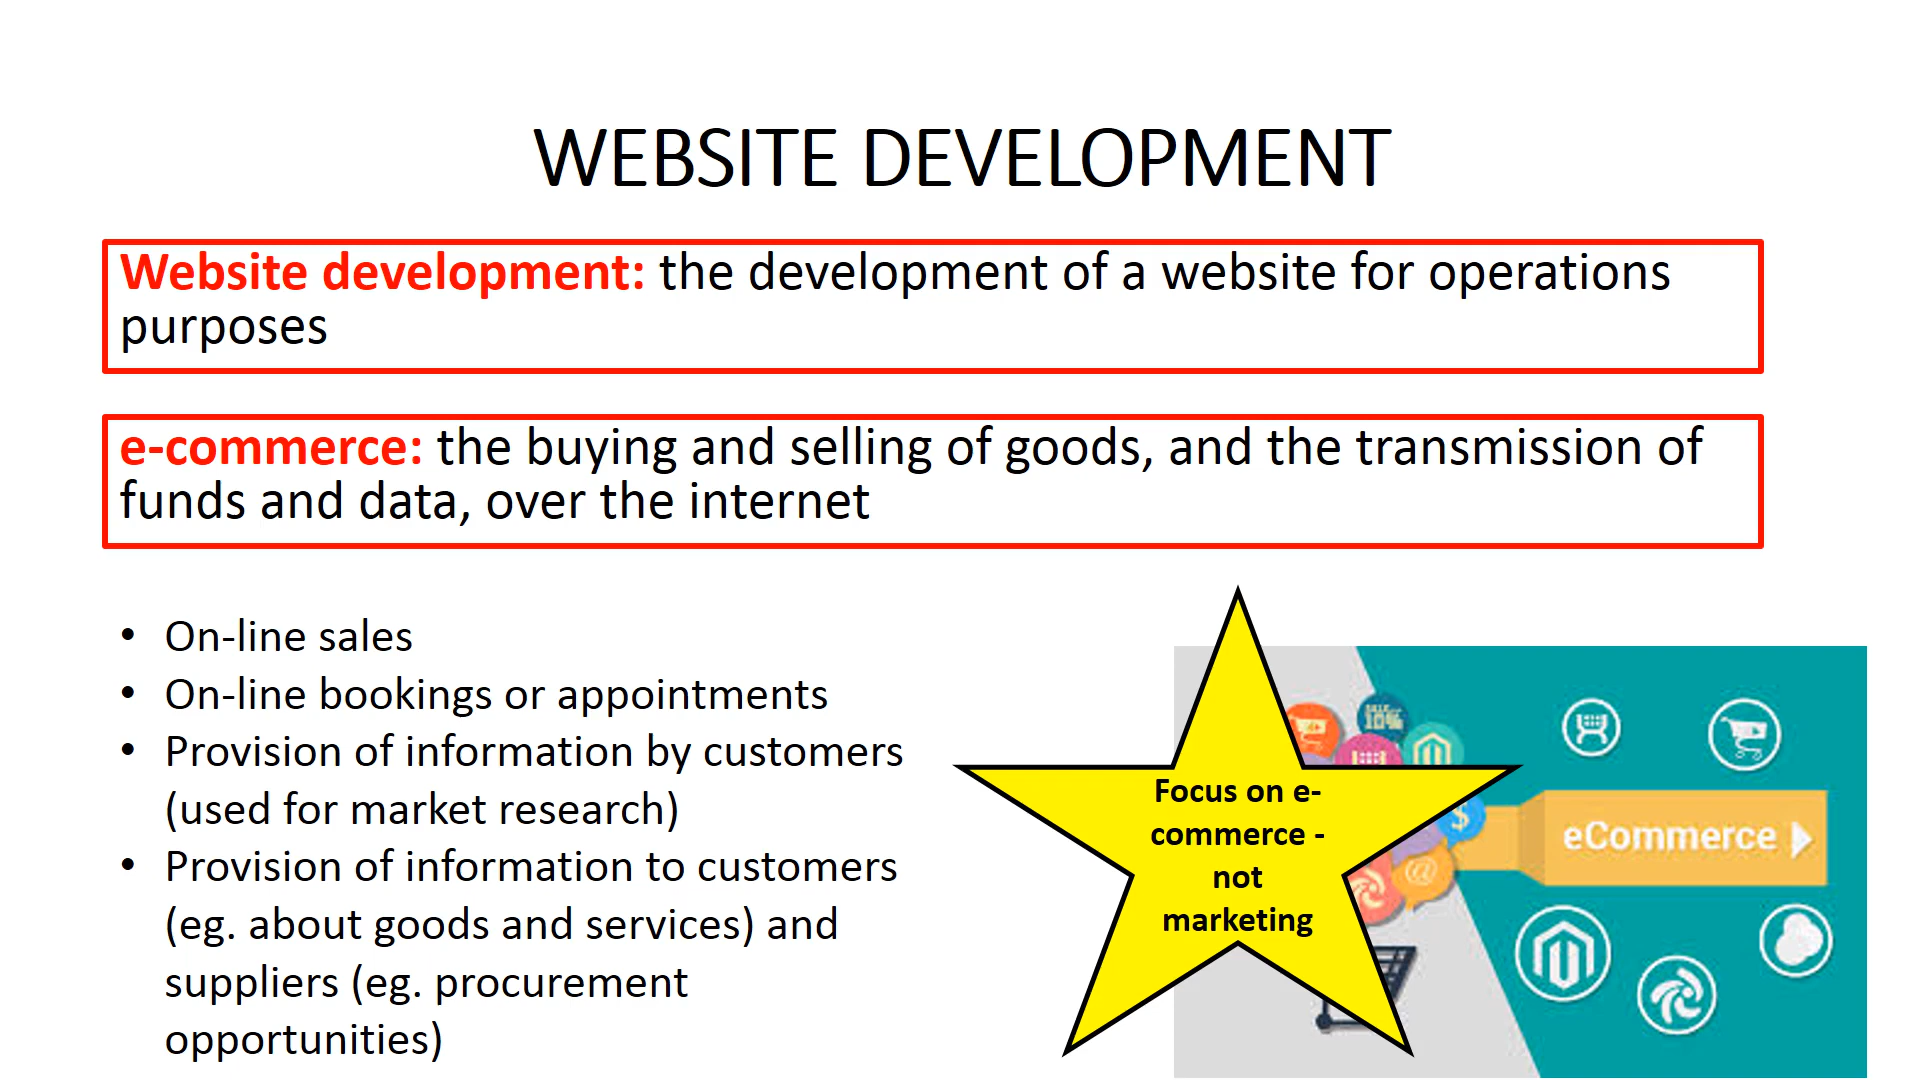 WEBSITE DEVELOPMENT
Website development: the development of a website for operations
purposes
e-commerce: the buying and selling of goods, and the transmission of
funds and data, over the internet
• On-line sales
• On-line bookings or appointments
• Provision of information by customers
(used for market research)
• Provision of information to customers
(eg. about goods and services) and
suppliers (eg. procurement
opportunities)
Focus on e-
commerce -
not
marketing
10%
$
@
eCommerce